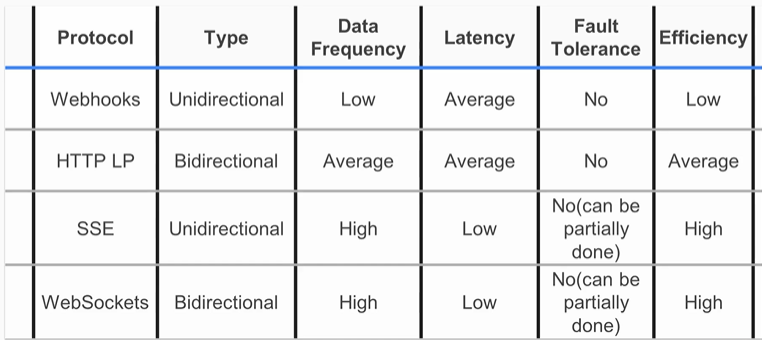 Protocol Type Data Frequency Latency Fault Tolerance Efficiency
Webhooks Unidirectional Low Average No Low
HTTP LP Bidirectional Average Average No Average
SSE Unidirectional High Low No(can be partially done) High
WebSockets Bidirectional High Low No(can be partially done) High